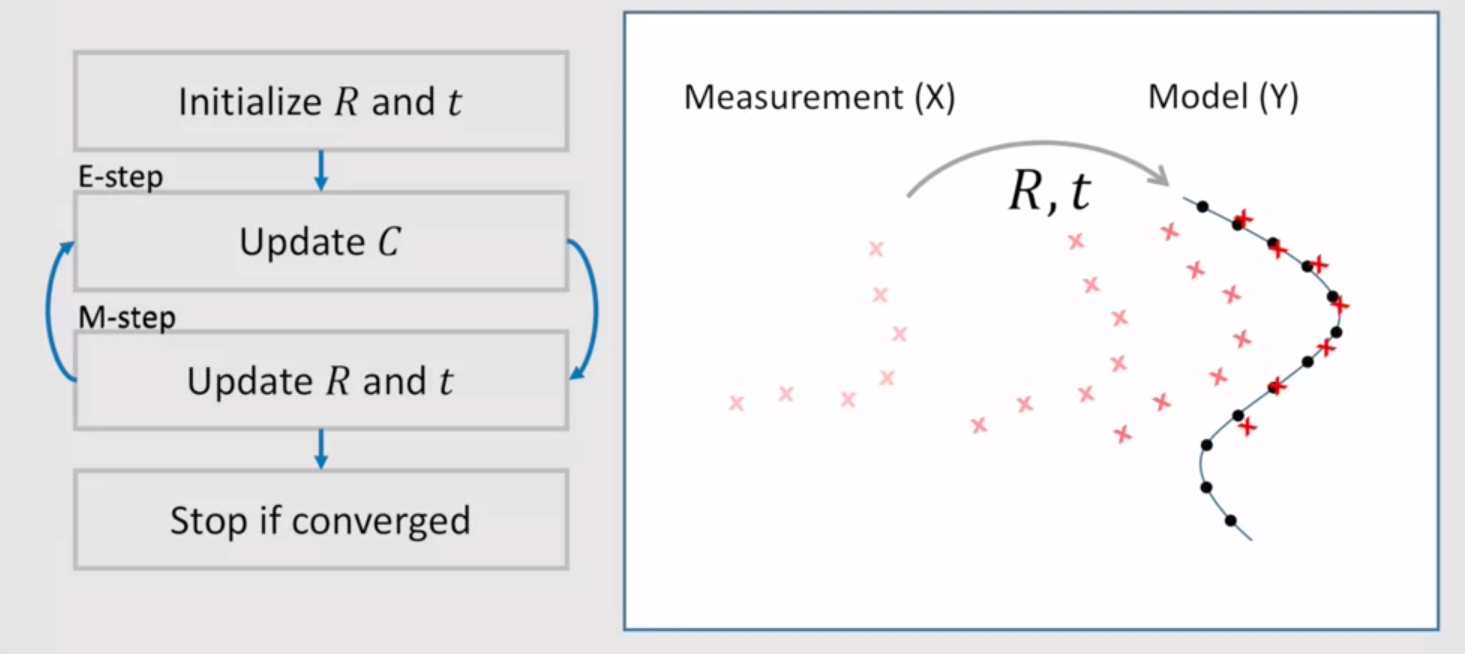 Initialize R and t
E-step
Update C
M-step
Update R and t
Stop if converged
Measurement (X)
Model (Y)
R, t